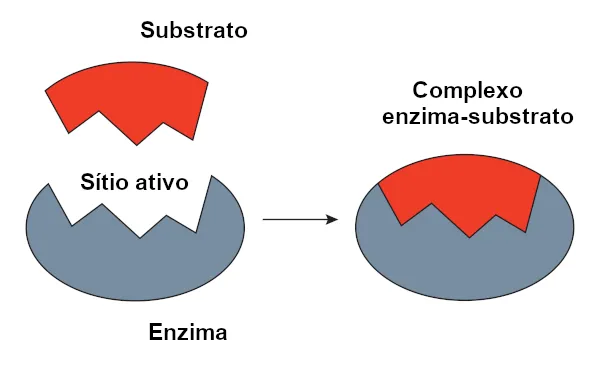 Substrato
Complexo
enzima-substrato
Sítio ativo
Enzima